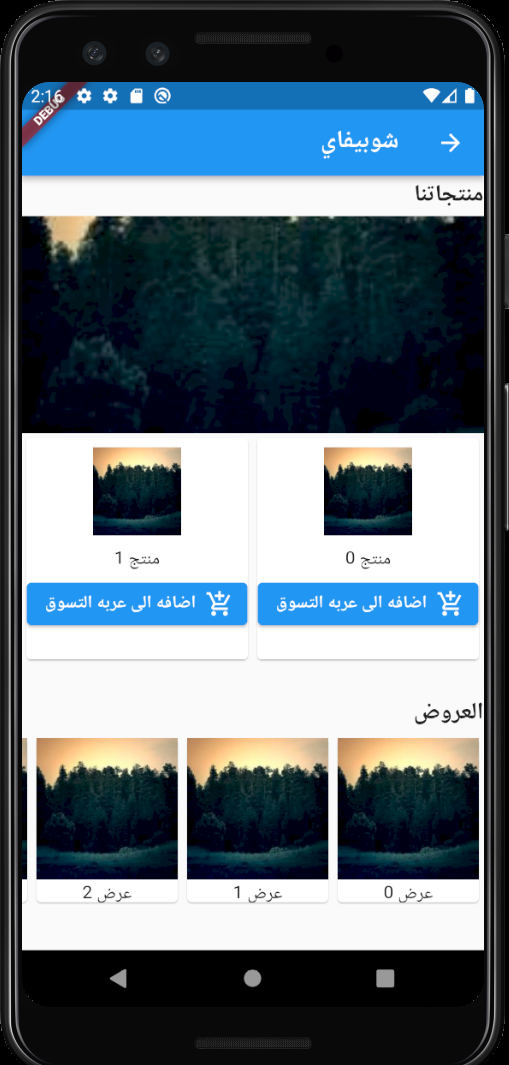 2:16
DEBUG
شوبيفاي
منتجاتنا
منتج 0
منتج 1
اضافه الى عربه التسوق
اضافه الى عربه التسوق
العروض
عرض 0
عرض 1
عرض 2